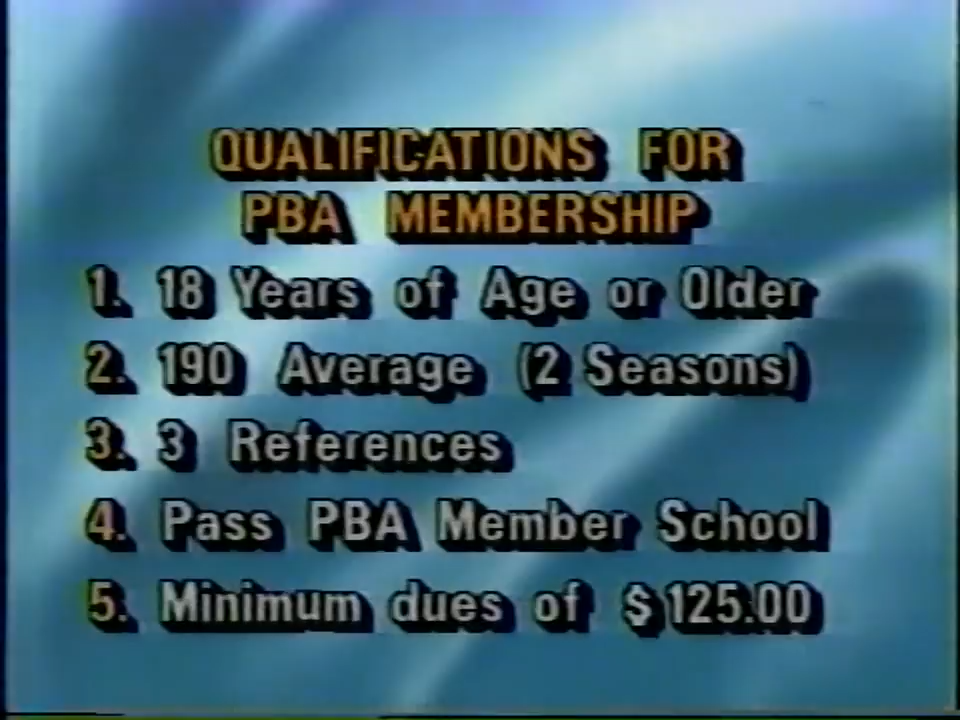 QUALIFICATIONS FOR
PBA MEMBERSHIP
1. 18 Years of Age or Older
2. 190 Average (2 Seasons)
3. 3 References
4. Pass PBA Member School
5. Minimum dues of $125.00